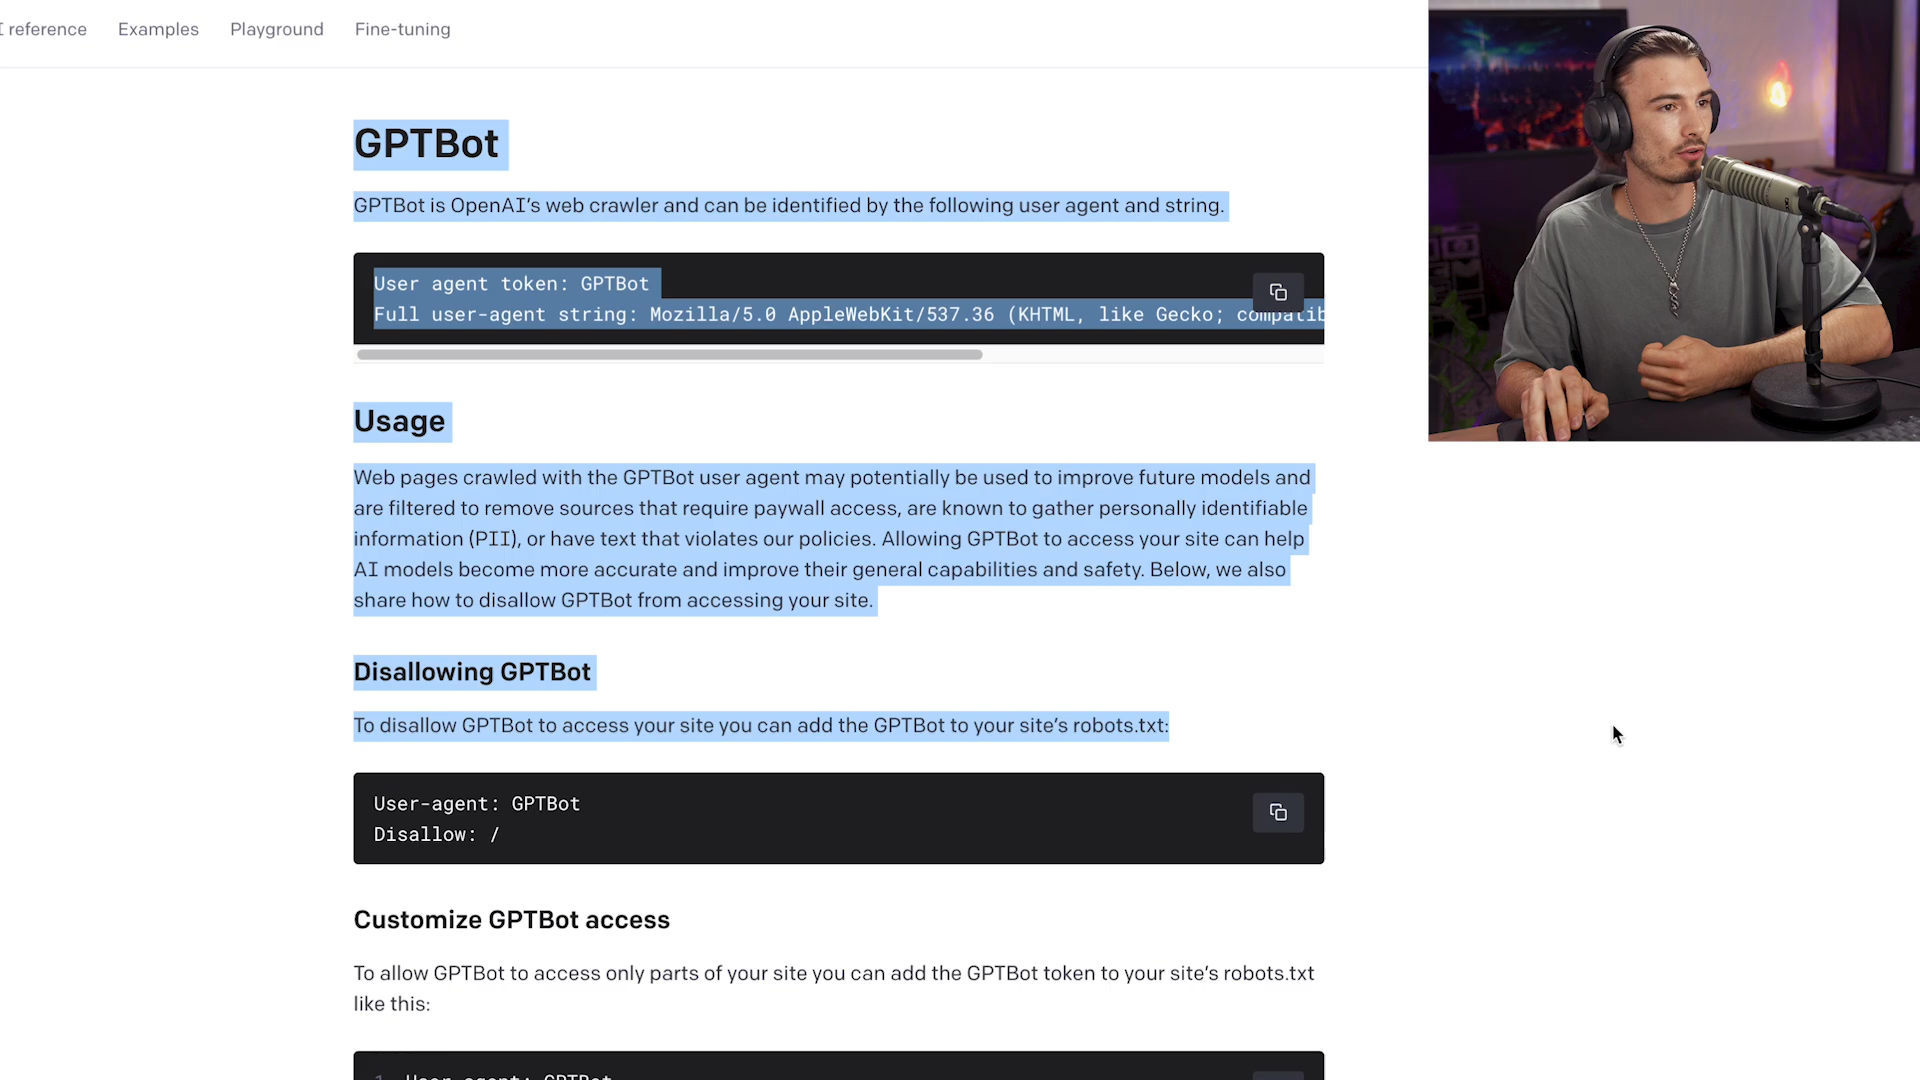 reference
Examples
Playground
Fine-tuning
GPTBot
GPTBot is OpenAI's web crawler and can be identified by the following user agent and string.
User agent token: GPTBot
Full user-agent string: Mozilla/5.0 AppleWebKit/537.36 (KHTML, like Gecko; compatib
Usage
Web pages crawled with the GPTBot user agent may potentially be used to improve future models and
are filtered to remove sources that require paywall access, are known to gather personally identifiable
information (PII), or have text that violates our policies. Allowing GPTBot to access your site can help
AI models become more accurate and improve their general capabilities and safety. Below, we also
share how to disallow GPTBot from accessing your site.
Disallowing GPTBot
To disallow GPTBot to access your site you can add the GPTBot to your site's robots.txt:
User-agent: GPTBot
Disallow: /
Customize GPTBot access
To allow GPTBot to access only parts of your site you can add the GPTBot token to your site's robots.txt
like this:
User-agent: GPTBot